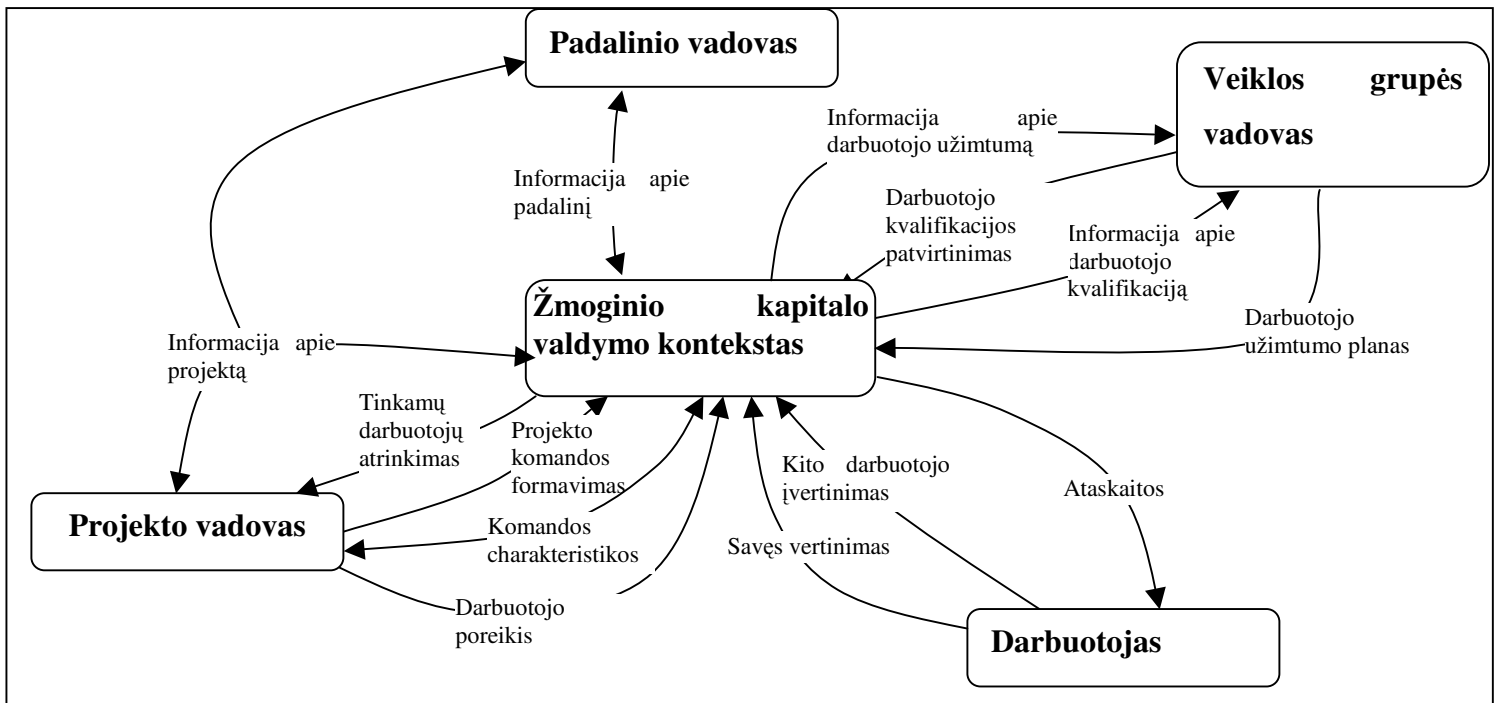 Padalinio vadovas
Veiklos grupės
vadovas
Informacija apie
darbuotojo užimtumą
Informacija apie
padalinį
Darbuotojo
kvalifikacijos
patvirtinimas
Informacija apie
darbuotojo
kvalifikaciją
Žmoginio kapitalo
valdymo kontekstas
Darbuotojo
užimtumo planas
Informacija apie
projektą
Tinkamų
darbuotojų
atrinkimas
Projekto
komandos
formavimas
Kito darbuotojo
įvertinimas
Ataskaitos
Projekto vadovas
Komandos
charakteristikos
Savęs vertinimas
Darbuotojo
poreikis
Darbuotojas